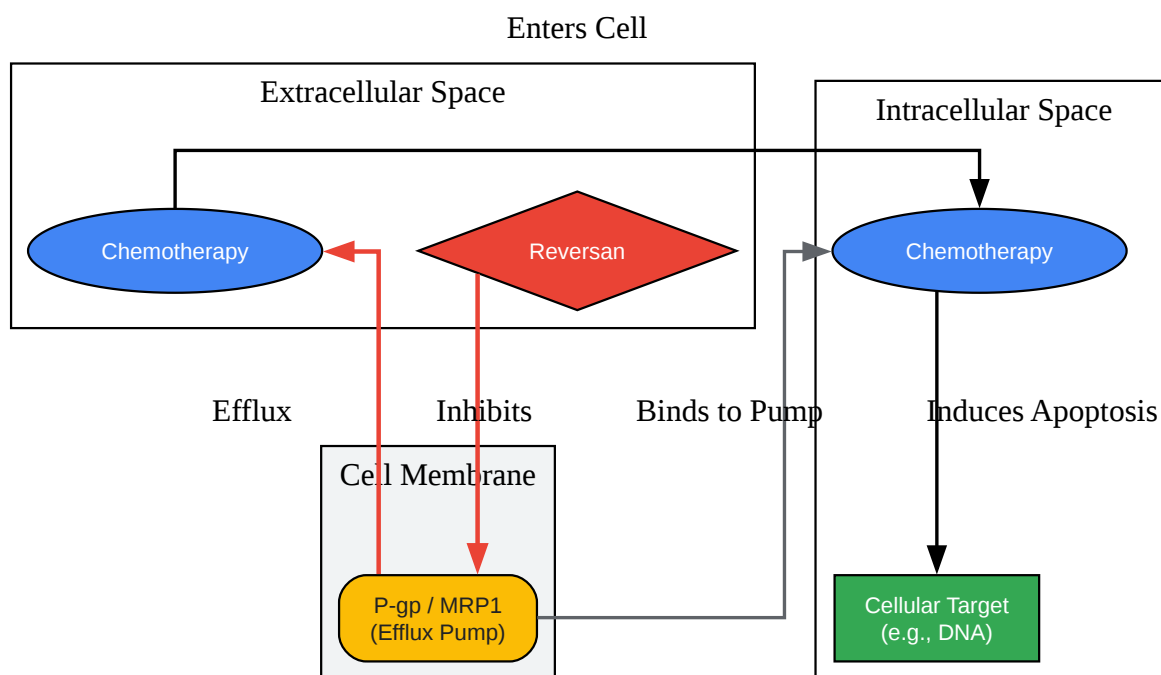 Enters Cell
Extracellular Space
Intracellular Space
Chemotherapy
Reversan
Chemotherapy
Efflux
Inhibits
Binds to Pump
Induces Apoptosis
Cell Membrane
P-gp / MRP1
(Efflux Pump)
Cellular Target
(e.g., DNA)